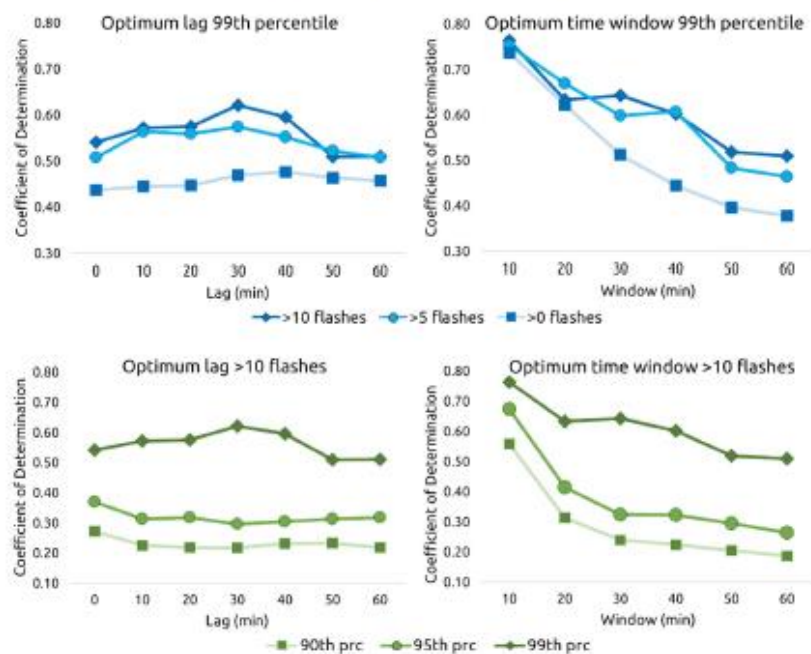 Optimum lag 99th percentile
Coefficient of Determination
0.80
0.70
0.60
0.50
0.40
0.30
0 10 20 30 40 50 60
Lag (min)
Optimum time window 99th percentile
Coefficient of Determination
0.80
0.70
0.60
0.50
0.40
0.30
10 20 30 40 50 60
Window (min)
>10 flashes >5 flashes >0 flashes
Optimum lag >10 flashes
Coefficient of Determination
0.80
0.70
0.60
0.50
0.40
0.30
0.20
0.10
0 10 20 30 40 50 60
Lag (min)
Optimum time window >10 flashes
Coefficient of Determination
0.80
0.70
0.60
0.50
0.40
0.30
0.20
0.10
10 20 30 40 50 60
Window (min)
90th prc 95th prc 99th prc